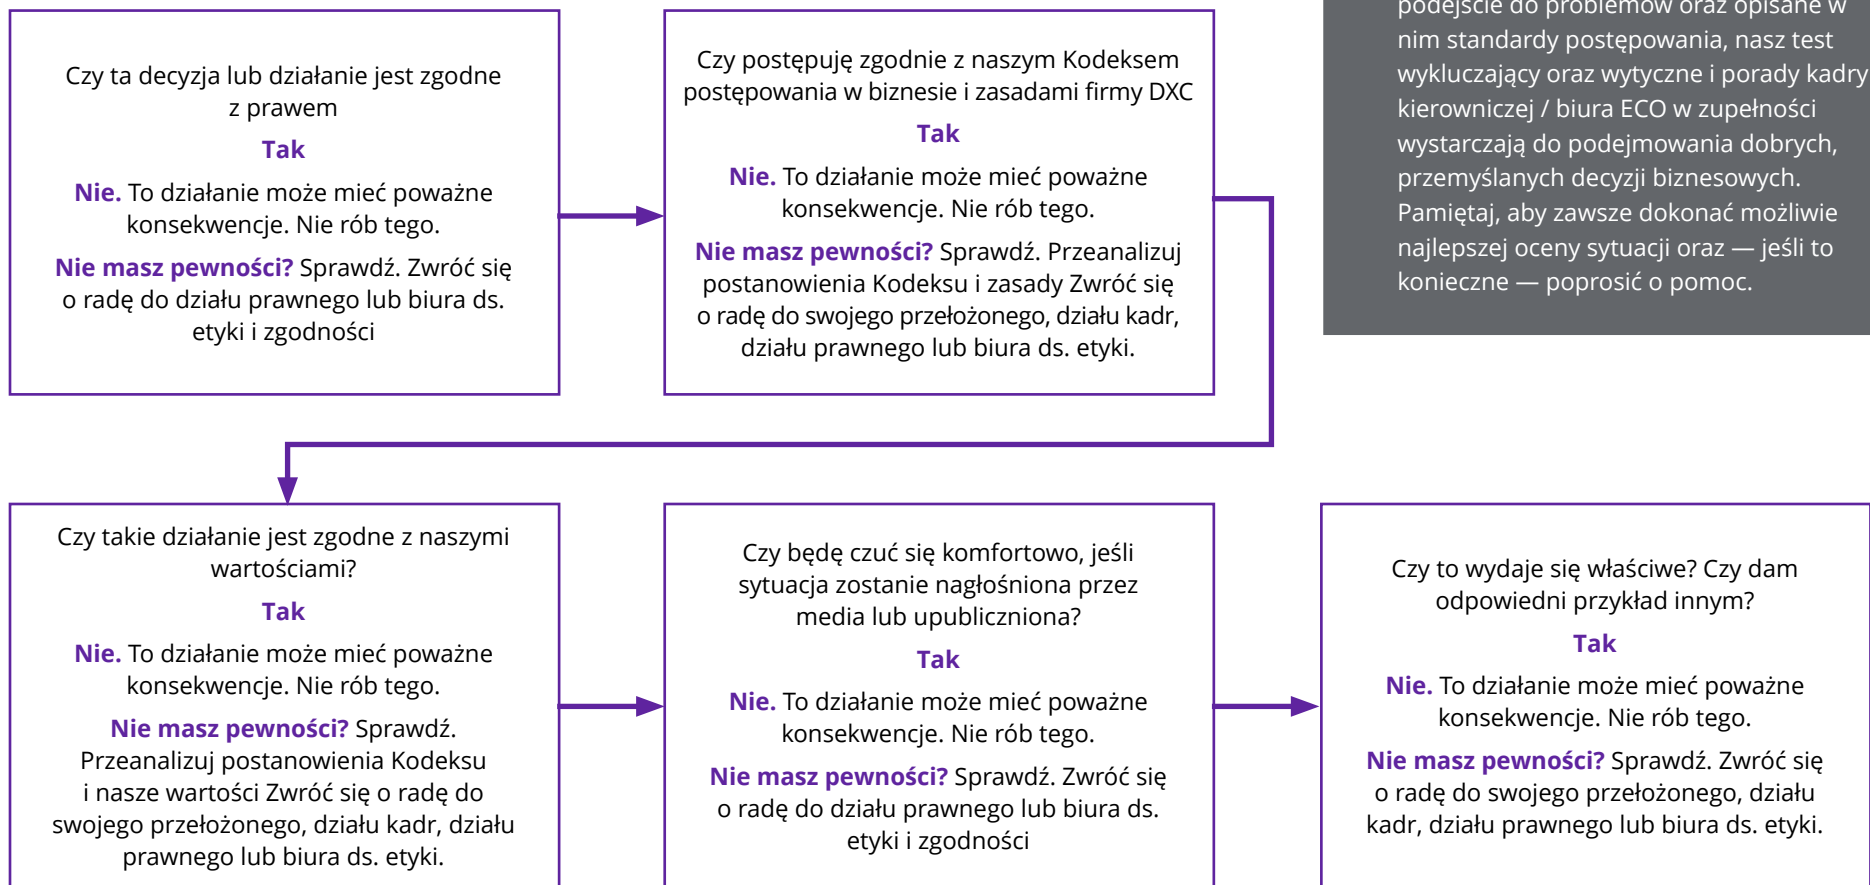 Czy ta decyzja lub działanie jest zgodne
z prawem
Tak
Nie. To działanie może mieć poważne
konsekwencje. Nie rób tego.
Nie masz pewności? Sprawdź. Zwróć się
o radę do działu prawnego lub biura ds.
etyki i zgodności
Czy postępuję zgodnie z naszym Kodeksem
postępowania w biznesie i zasadami firmy DXC
Tak
Nie. To działanie może mieć poważne
konsekwencje. Nie rób tego.
Nie masz pewności? Sprawdź. Przeanalizuj
postanowienia Kodeksu i zasady Zwróć się
o radę do swojego przełożonego, działu kadr,
działu prawnego lub biura ds. etyki.
podejście do problemów oraz opisane w
nim standardy postępowania, nasz test
wykluczający oraz wytyczne i porady kadry
kierowniczej / biura ECO w zupełności
wystarczają do podejmowania dobrych,
przemyślanych decyzji biznesowych.
Pamiętaj, aby zawsze dokonać możliwie
najlepszej oceny sytuacji oraz — jeśli to
konieczne — poprosić o pomoc.
Czy takie działanie jest zgodne z naszymi
wartościami?
Tak
Nie. To działanie może mieć poważne
konsekwencje. Nie rób tego.
Nie masz pewności? Sprawdź.
Przeanalizuj postanowienia Kodeksu
i nasze wartości Zwróć się o radę do
swojego przełożonego, działu kadr, działu
prawnego lub biura ds. etyki.
Czy będę czuć się komfortowo, jeśli
sytuacja zostanie nagłośniona przez
media lub upubliczniona?
Tak
Nie. To działanie może mieć poważne
konsekwencje. Nie rób tego.
Nie masz pewności? Sprawdź. Zwróć się
o radę do działu prawnego lub biura ds.
etyki i zgodności
Czy to wydaje się właściwe? Czy dam
odpowiedni przykład innym?
Tak
Nie. To działanie może mieć poważne
konsekwencje. Nie rób tego.
Nie masz pewności? Sprawdź. Zwróć się
o radę do swojego przełożonego, działu
kadr, działu prawnego lub biura ds. etyki.